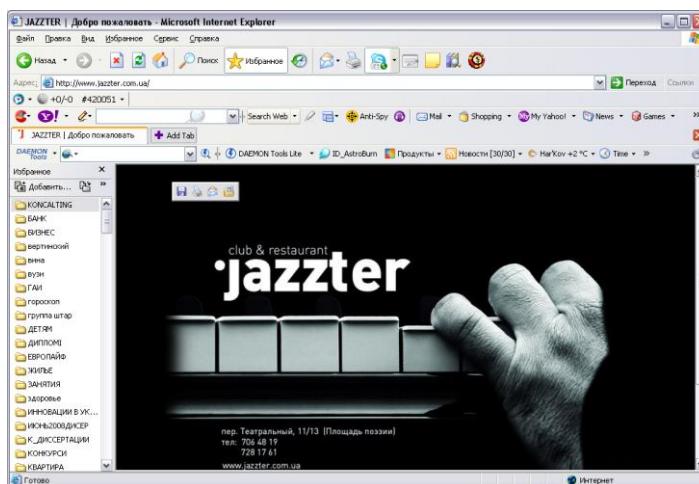 JAZZTER | Добро пожаловать - Microsoft Internet Explorer
Файл Правка Вид Избранное Сервис Справка
Назад Поиск Избранное
Адрес: http://www.jazzter.com.ua/ Переход Ссылки
+0/-0 #420051
Search Web Anti-Spy Mail Shopping My Yahoo! News Games
JAZZTER | Добро пожаловать Add Tab
DAEMON Tools DAEMON Tools Lite ID_AstroBurn Продукты Новости [30/30] Har'Kov +2 °C Time
Избранное
Добавить...
KONCALTING
БАНК
БИЗНЕС
вертинский
вина
вузи
ГАИ
гороскоп
группа штар
ДЕТЯМ
ДИПЛОМІ
ЕВРОЛАЙФ
ЖИЛЬЕ
ЗАНЯТИЯ
здоровье
ИННОВАЦИИ В УК...
ИЮНЬ2008ДИСЕР
К_ДИССЕРТАЦИИ
КОНКУРСИ
КВАРТИРА
club & restaurant
jazzter
пер. Театральный, 11/13 (Площадь поэзии)
тел: 706 48 19
728 17 61
www.jazzter.com.ua
Готово Интернет